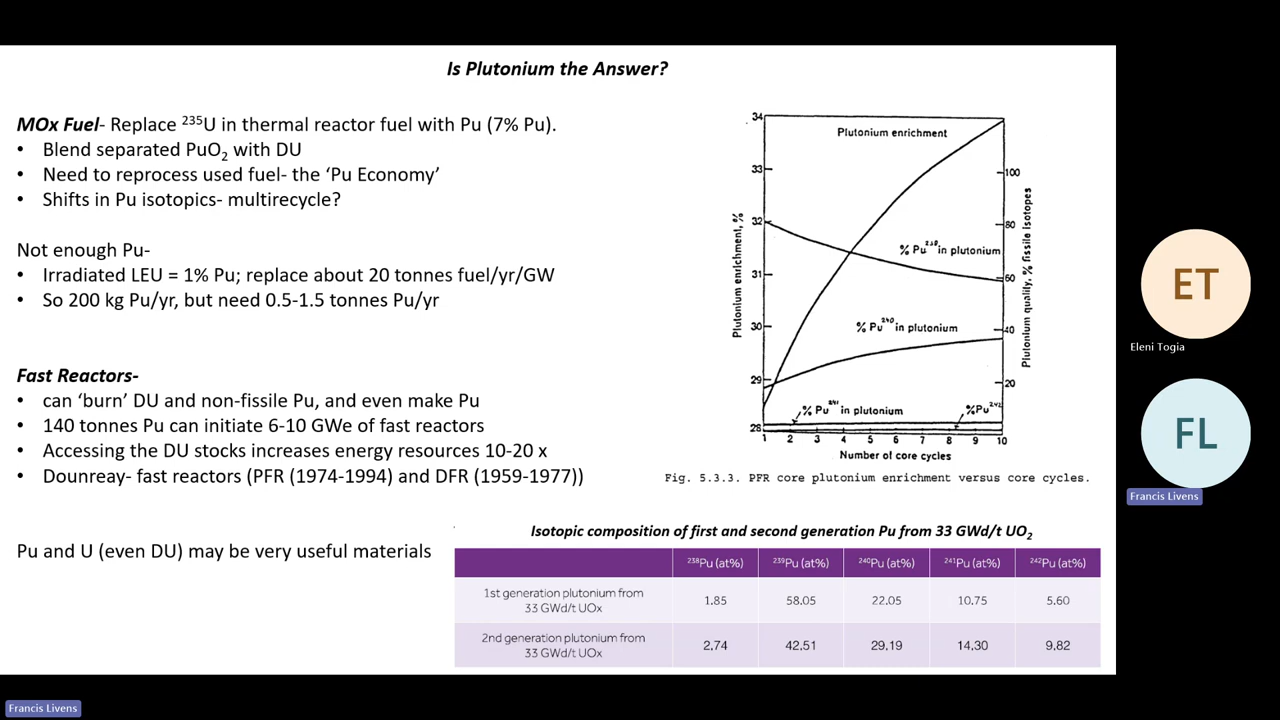 Is Plutonium the Answer?
MOx Fuel- Replace ²³⁵U in thermal reactor fuel with Pu (7% Pu).
• Blend separated PuO₂ with DU
• Need to reprocess used fuel- the ‘Pu Economy’
• Shifts in Pu isotopics- multirecycle?
Not enough Pu-
• Irradiated LEU = 1% Pu; replace about 20 tonnes fuel/yr/GW
• So 200 kg Pu/yr, but need 0.5-1.5 tonnes Pu/yr
Fast Reactors-
• can ‘burn’ DU and non-fissile Pu, and even make Pu
• 140 tonnes Pu can initiate 6-10 GWe of fast reactors
• Accessing the DU stocks increases energy resources 10-20 x
• Dounreay- fast reactors (PFR (1974-1994) and DFR (1959-1977))
Pu and U (even DU) may be very useful materials
Plutonium enrichment
% Pu²³⁹ in plutonium
% Pu²⁴⁰ in plutonium
% Pu²⁴¹ in plutonium
%Pu²⁴²
Plutonium enrichment, %
34
33
32
31
30
29
28
Plutonium quality, % fissile isotopes
100
80
60
40
20
1 2 3 4 5 6 7 8 9 10
Number of core cycles
Fig. 5.3.3. PFR core plutonium enrichment versus core cycles.
Isotopic composition of first and second generation Pu from 33 GWd/t UO₂
²³⁸Pu (at%) ²³⁹Pu (at%) ²⁴⁰Pu (at%) ²⁴¹Pu (at%) ²⁴²Pu (at%)
1st generation plutonium from
33 GWd/t UOx
1.85 58.05 22.05 10.75 5.60
2nd generation plutonium from
33 GWd/t UOx
2,74 42.51 29.19 14.30 9.82
ET
Eleni Togia
FL
Francis Livens
Francis Livens